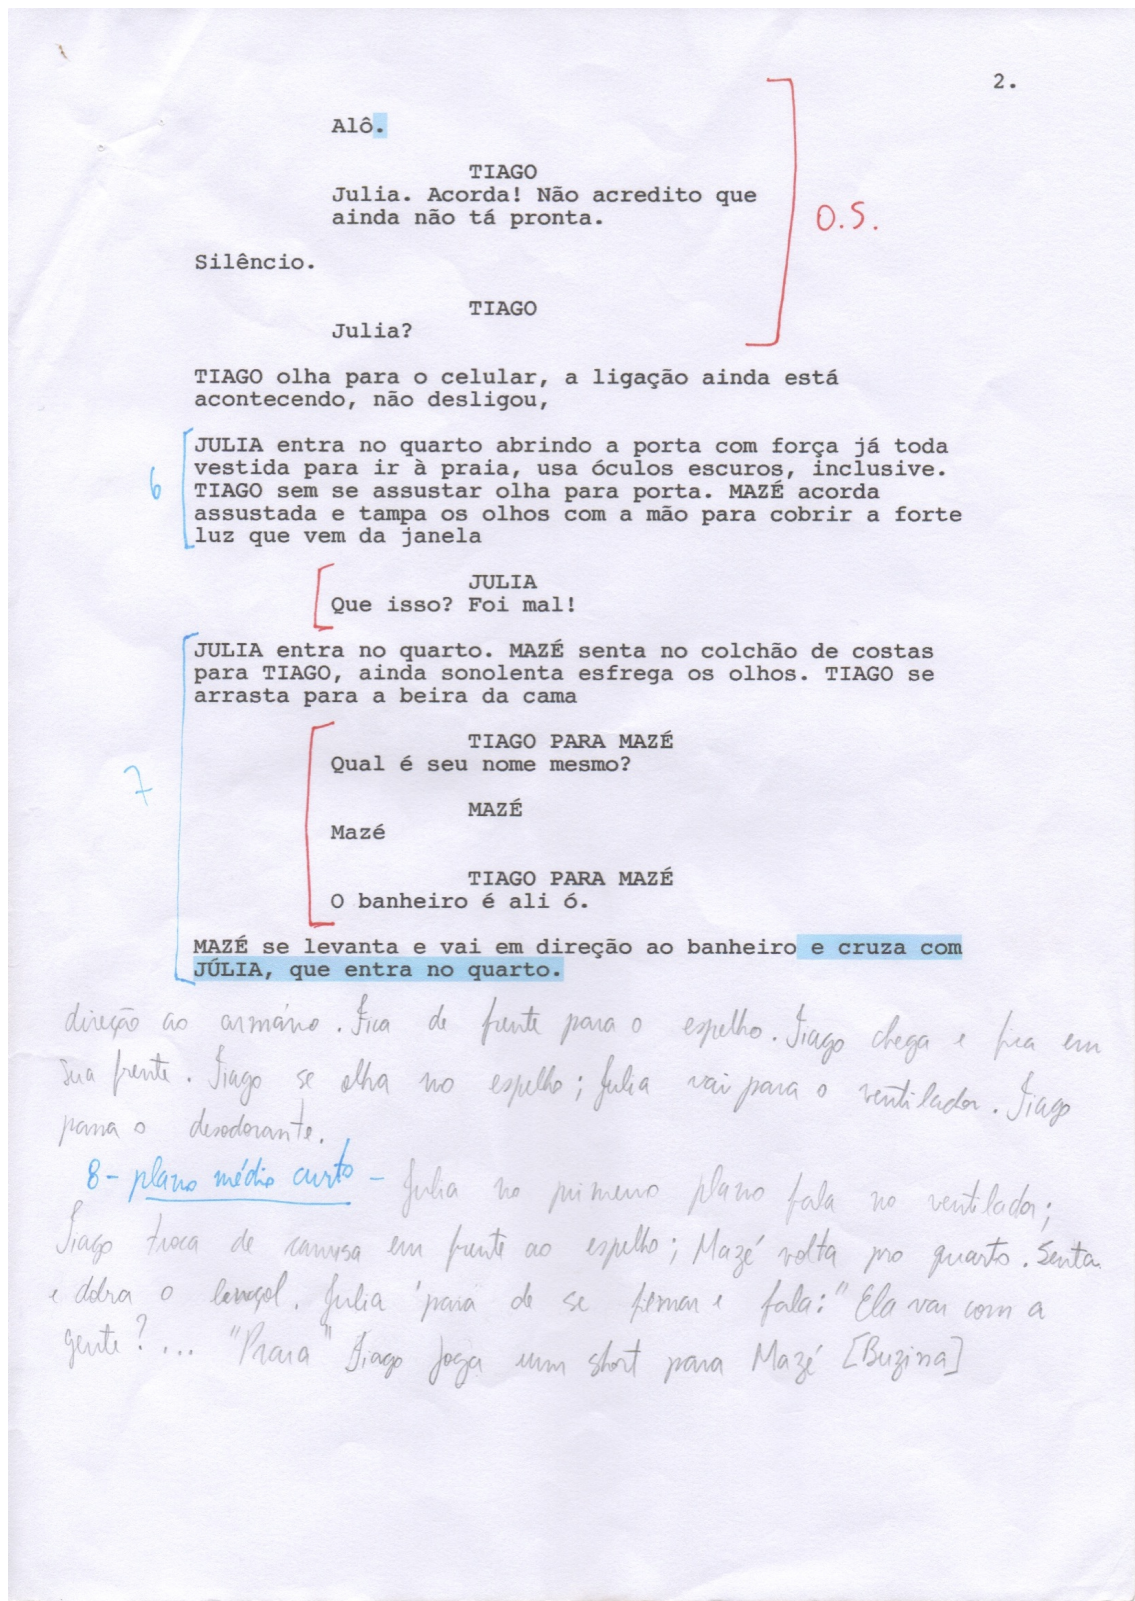 2.
Alô.
TIAGO
Julia. Acorda! Não acredito que
ainda não tá pronta.
O.S.
Silêncio.
TIAGO
Julia?
TIAGO olha para o celular, a ligação ainda está
acontecendo, não desligou,
6
JULIA entra no quarto abrindo a porta com força já toda
vestida para ir à praia, usa óculos escuros, inclusive.
TIAGO sem se assustar olha para porta. MAZÉ acorda
assustada e tampa os olhos com a mão para cobrir a forte
luz que vem da janela
JULIA
Que isso? Foi mal!
7
JULIA entra no quarto. MAZÉ senta no colchão de costas
para TIAGO, ainda sonolenta esfrega os olhos. TIAGO se
arrasta para a beira da cama
TIAGO PARA MAZÉ
Qual é seu nome mesmo?
MAZÉ
Mazé
TIAGO PARA MAZÉ
O banheiro é ali ó.
MAZÉ se levanta e vai em direção ao banheiro e cruza com
JÚLIA, que entra no quarto.
direção ao armário. Fica de frente para o espelho. Tiago chega e fica em
sua frente. Tiago se olha no espelho; Julia vai para o ventilador. Tiago
passa o desodorante.
8- plano médio curto - Julia no primeiro plano fala no ventilador;
Tiago troca de camisa em frente ao espelho; Mazé volta pro quarto. Senta
e dobra o lençol. Julia para de se e fala: "Ela vai com a
gente?... "Praia" Tiago joga um short para Mazé [Buzina]